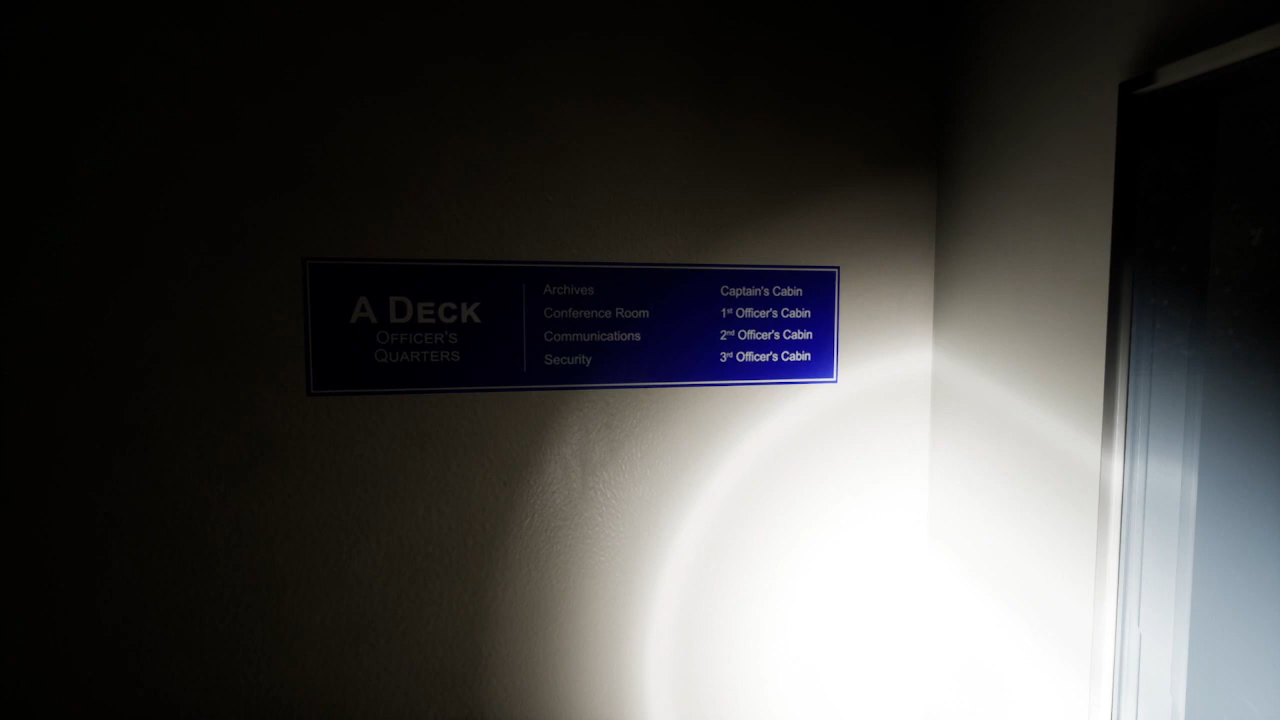 A DECK
OFFICER'S
QUARTERS
Archives
Conference Room
Communications
Security
Captain's Cabin
1st Officer's Cabin
2nd Officer's Cabin
3rd Officer's Cabin